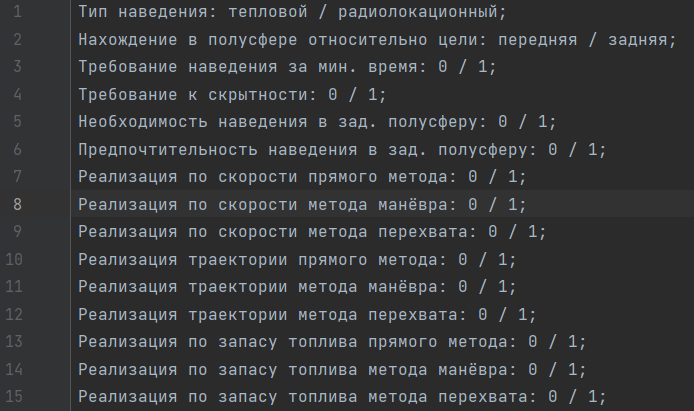 1 Тип наведения: тепловой / радиолокационный;
2 Нахождение в полусфере относительно цели: передняя / задняя;
3 Требование наведения за мин. время: 0 / 1;
4 Требование к скрытности: 0 / 1;
5 Необходимость наведения в зад. полусферу: 0 / 1;
6 Предпочтительность наведения в зад. полусферу: 0 / 1;
7 Реализация по скорости прямого метода: 0 / 1;
8 Реализация по скорости метода манёвра: 0 / 1;
9 Реализация по скорости метода перехвата: 0 / 1;
10 Реализация траектории прямого метода: 0 / 1;
11 Реализация траектории метода манёвра: 0 / 1;
12 Реализация траектории метода перехвата: 0 / 1;
13 Реализация по запасу топлива прямого метода: 0 / 1;
14 Реализация по запасу топлива метода манёвра: 0 / 1;
15 Реализация по запасу топлива метода перехвата: 0 / 1;